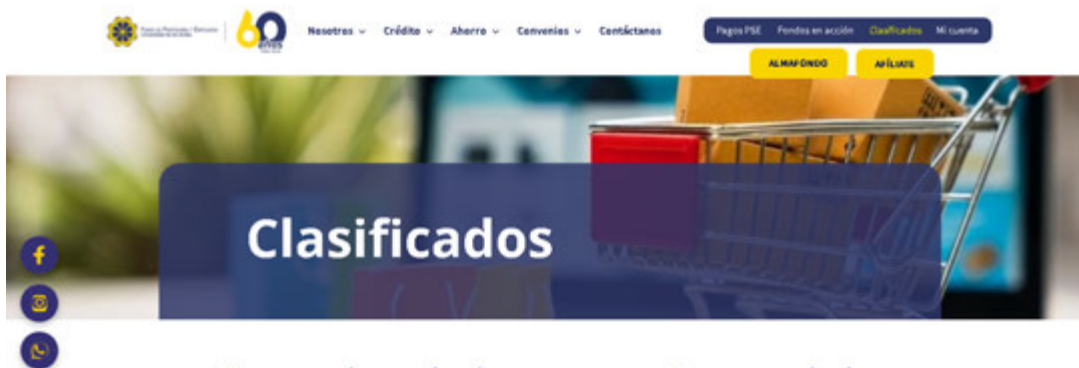 60
años
Nosotros
Crédito
Ahorro
Convenios
Contáctanos
Pagos PSE
Fondos en acción
Clasificados
Mi cuenta
ALMAFONDO
AFÍLIATE
Clasificados